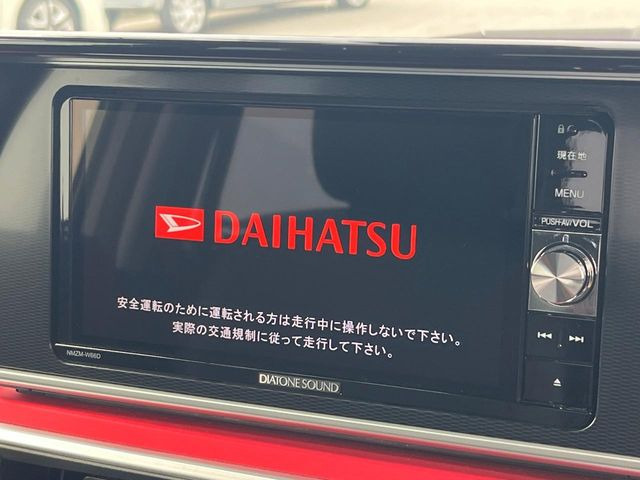 現在地
MENU
PUSH-AV/VOL
DAIHATSU
安全運転のために運転される方は走行中に操作しないで下さい。
実際の交通規制に従って走行して下さい。
NMZM-W66D
DIATONE SOUND